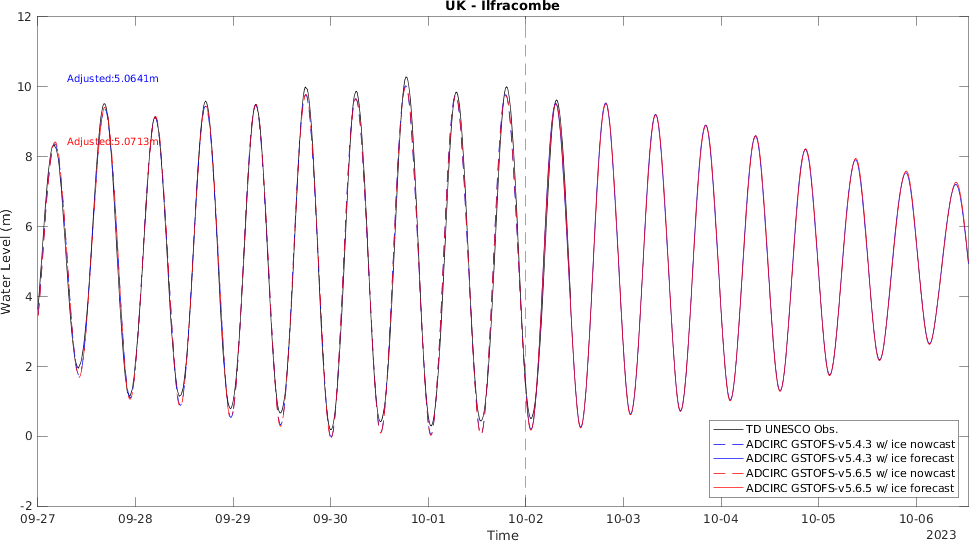 UK - Ilfracombe
12
10
8
6
4
2
0
-2
Water Level (m)
Adjusted:5.0641m
Adjusted:5.0713m
TD UNESCO Obs.
ADCIRC GSTOFS-v5.4.3 w/ ice nowcast
ADCIRC GSTOFS-v5.4.3 w/ ice forecast
ADCIRC GSTOFS-v5.6.5 w/ ice nowcast
ADCIRC GSTOFS-v5.6.5 w/ ice forecast
09-27 09-28 09-29 09-30 10-01 10-02 10-03 10-04 10-05 10-06
Time
2023